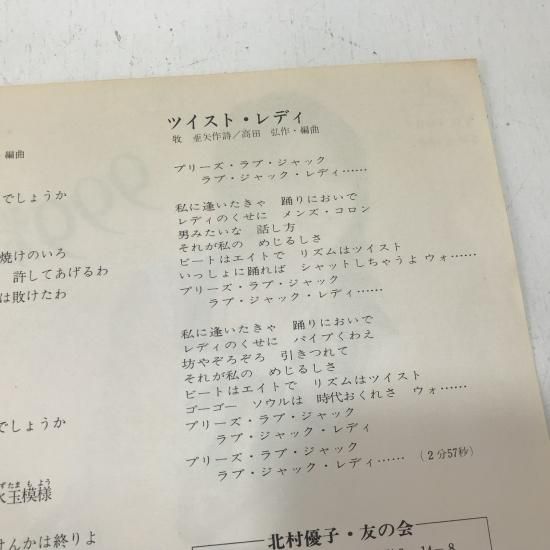 ・編曲
でしょうか
焼けのいろ
許してあげるわ
は敗けたわ
でしょうか
水玉模様
けんかは終りよ
ツイスト・レディ
牧 亜矢作詩/高田 弘作・編曲
プリーズ・ラブ・ジャック
ラブ・ジャック・レディ……
私に逢いたきゃ 踊りにおいで
レディのくせに メンズ・コロン
男みたいな 話し方
それが私の めじるしさ
ビートはエイトで リズムはツイスト
いっしょに踊れば シャットしちゃうよ ウォ……
プリーズ・ラブ・ジャック
ラブ・ジャック・レディ……
私に逢いたきゃ 踊りにおいで
レディのくせに パイプくわえ
坊やぞろぞろ 引きつれて
それが私の めじるしさ
ビートはエイトで リズムはツイスト
ゴーゴー ソウルは 時代おくれさ ウォ……
プリーズ・ラブ・ジャック
ラブ・ジャック・レディ
プリーズ・ラブ・ジャック
ラブ・ジャック・レディ…… (2分57秒)
北村優子・友の会